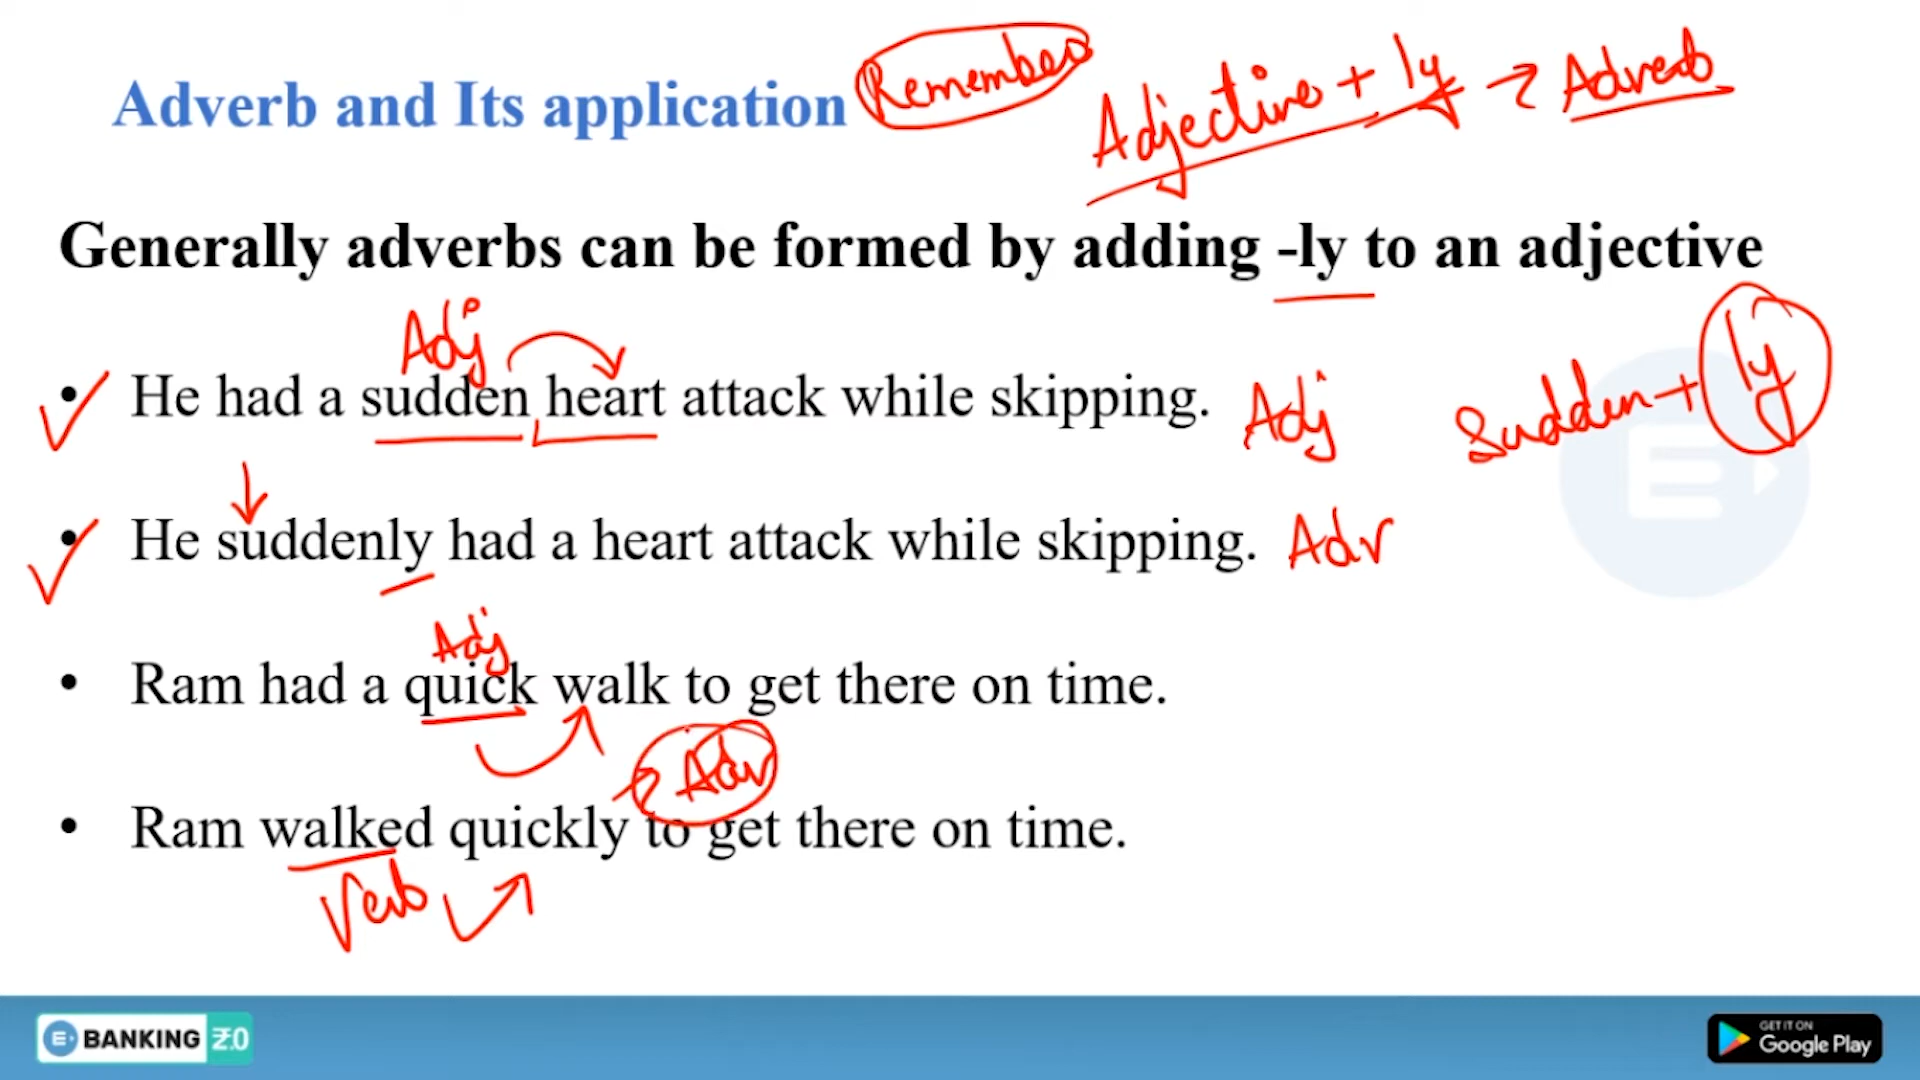 Remember
Adjective + ly → Adverb
Adverb and Its application
Generally adverbs can be formed by adding -ly to an adjective
Adj
• He had a sudden heart attack while skipping. Adj Sudden + ly
• He suddenly had a heart attack while skipping. Adv
Adj
• Ram had a quick walk to get there on time.
→ Adv
• Ram walked quickly to get there on time.
Verb
E BANKING ₹.0
GET IT ON
Google Play